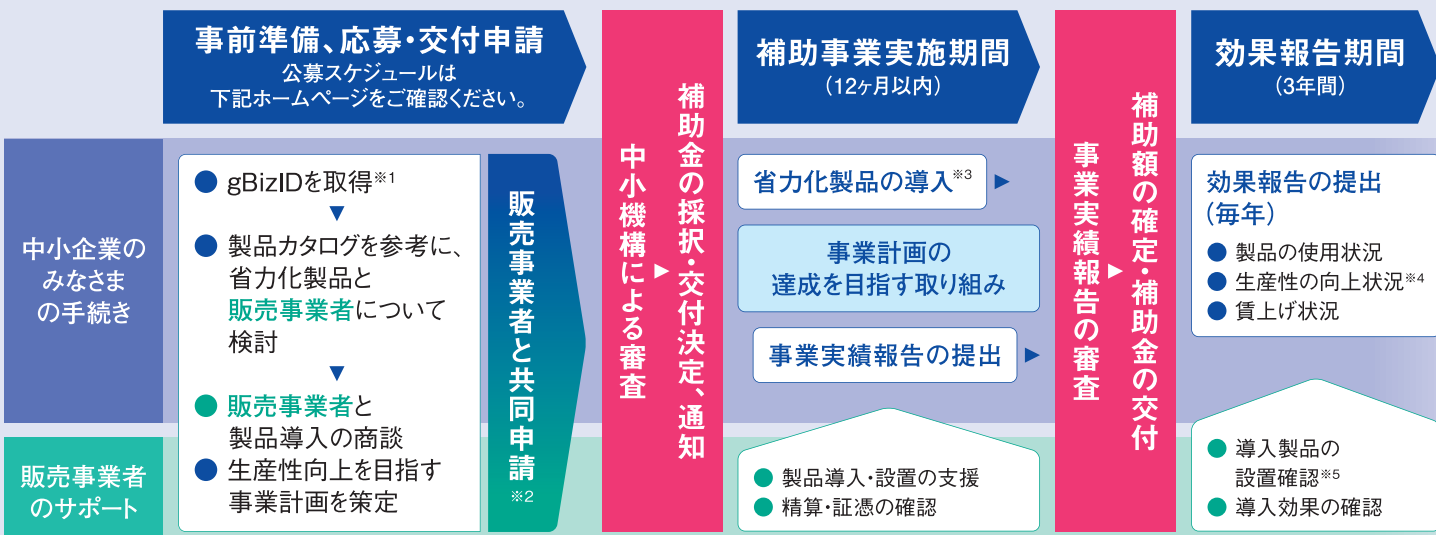 事前準備、応募・交付申請
公募スケジュールは
下記ホームページをご確認ください。
中小企業の
みなさま
の手続き
● gBizIDを取得※1
▼
● 製品カタログを参考に、
省力化製品と
販売事業者について
検討
▼
● 販売事業者と
製品導入の商談
● 生産性向上を目指す
事業計画を策定
販売事業者と共同申請※2
中小機構による審査
▶
補助金の採択・交付決定、通知
補助事業実施期間
(12ヶ月以内)
省力化製品の導入※3 ▶
事業計画の
達成を目指す取り組み
事業実績報告の提出 ▶
事業実績報告の審査
▶
補助額の確定・補助金の交付
効果報告期間
(3年間)
効果報告の提出
(毎年)
● 製品の使用状況
● 生産性の向上状況※4
● 賃上げ状況
販売事業者
のサポート
● 製品導入・設置の支援
● 精算・証憑の確認
● 導入製品の
設置確認※5
● 導入効果の確認